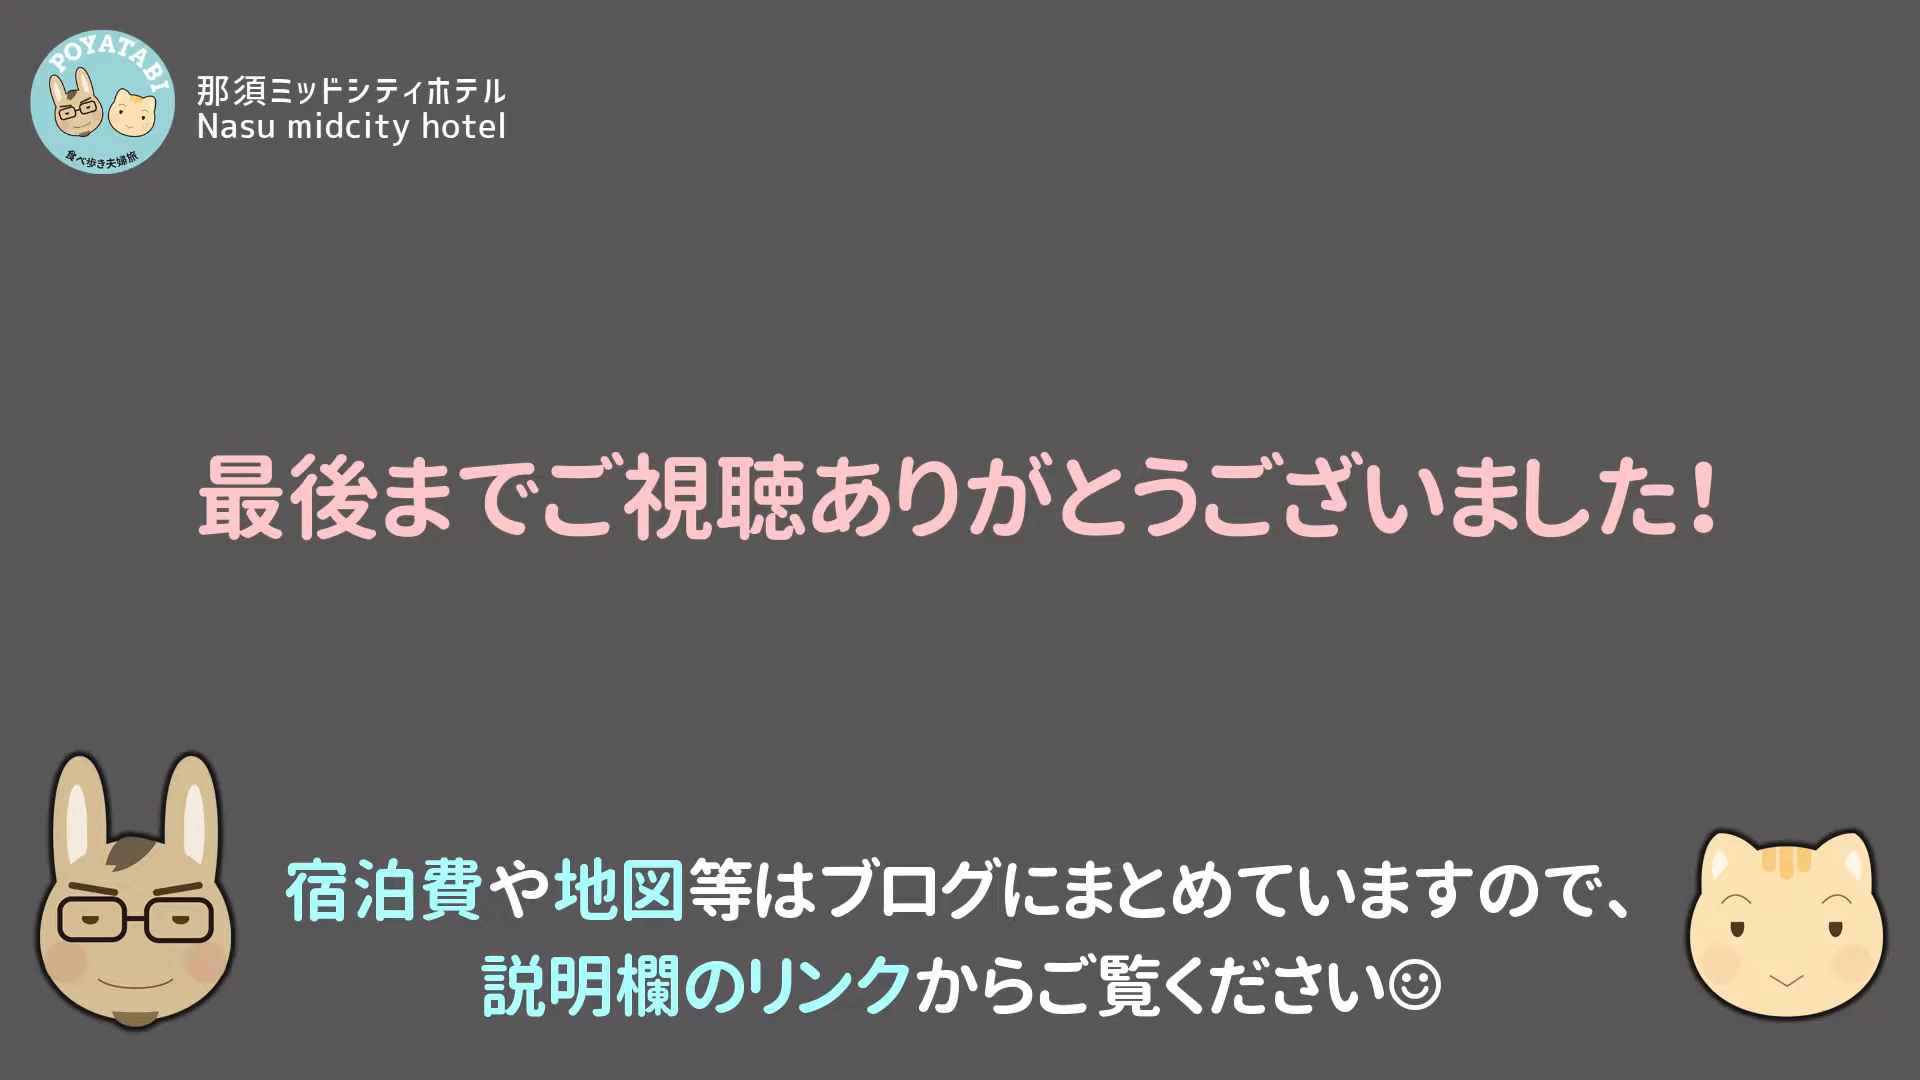 POYATABI
食べ歩き夫婦旅
那須ミッドシティホテル
Nasu midcity hotel
最後までご視聴ありがとうございました！
宿泊費や地図等はブログにまとめていますので、
説明欄のリンクからご覧ください☺